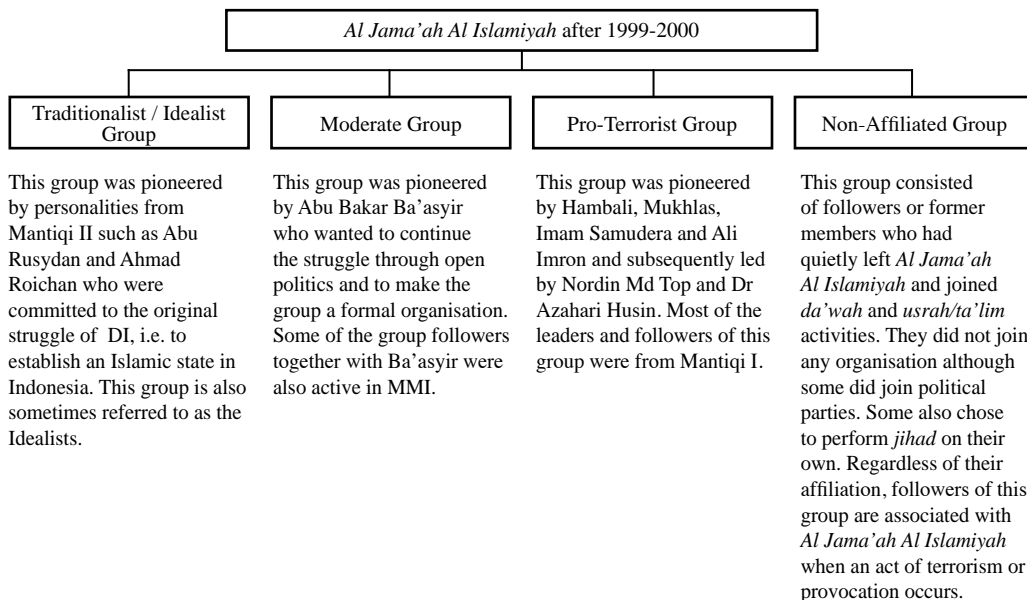 Al Jama'ah Al Islamiyah after 1999-2000
Traditionalist / Idealist
Group
This group was pioneered
by personalities from
Mantiqi II such as Abu
Rusydan and Ahmad
Roichan who were
committed to the original
struggle of DI, i.e. to
establish an Islamic state in
Indonesia. This group is also
sometimes referred to as the
Idealists.
Moderate Group
This group was pioneered
by Abu Bakar Ba'asyir
who wanted to continue
the struggle through open
politics and to make the
group a formal organisation.
Some of the group followers
together with Ba'asyir were
also active in MMI.
Pro-Terrorist Group
This group was pioneered
by Hambali, Mukhlas,
Imam Samudera and Ali
Imron and subsequently led
by Nordin Md Top and Dr
Azahari Husin. Most of the
leaders and followers of this
group were from Mantiqi I.
Non-Affiliated Group
This group consisted
of followers or former
members who had
quietly left Al Jama'ah
Al Islamiyah and joined
da'wah and usrah/ta'lim
activities. They did not join
any organisation although
some did join political
parties. Some also chose
to perform jihad on their
own. Regardless of their
affiliation, followers of this
group are associated with
Al Jama'ah Al Islamiyah
when an act of terrorism or
provocation occurs.